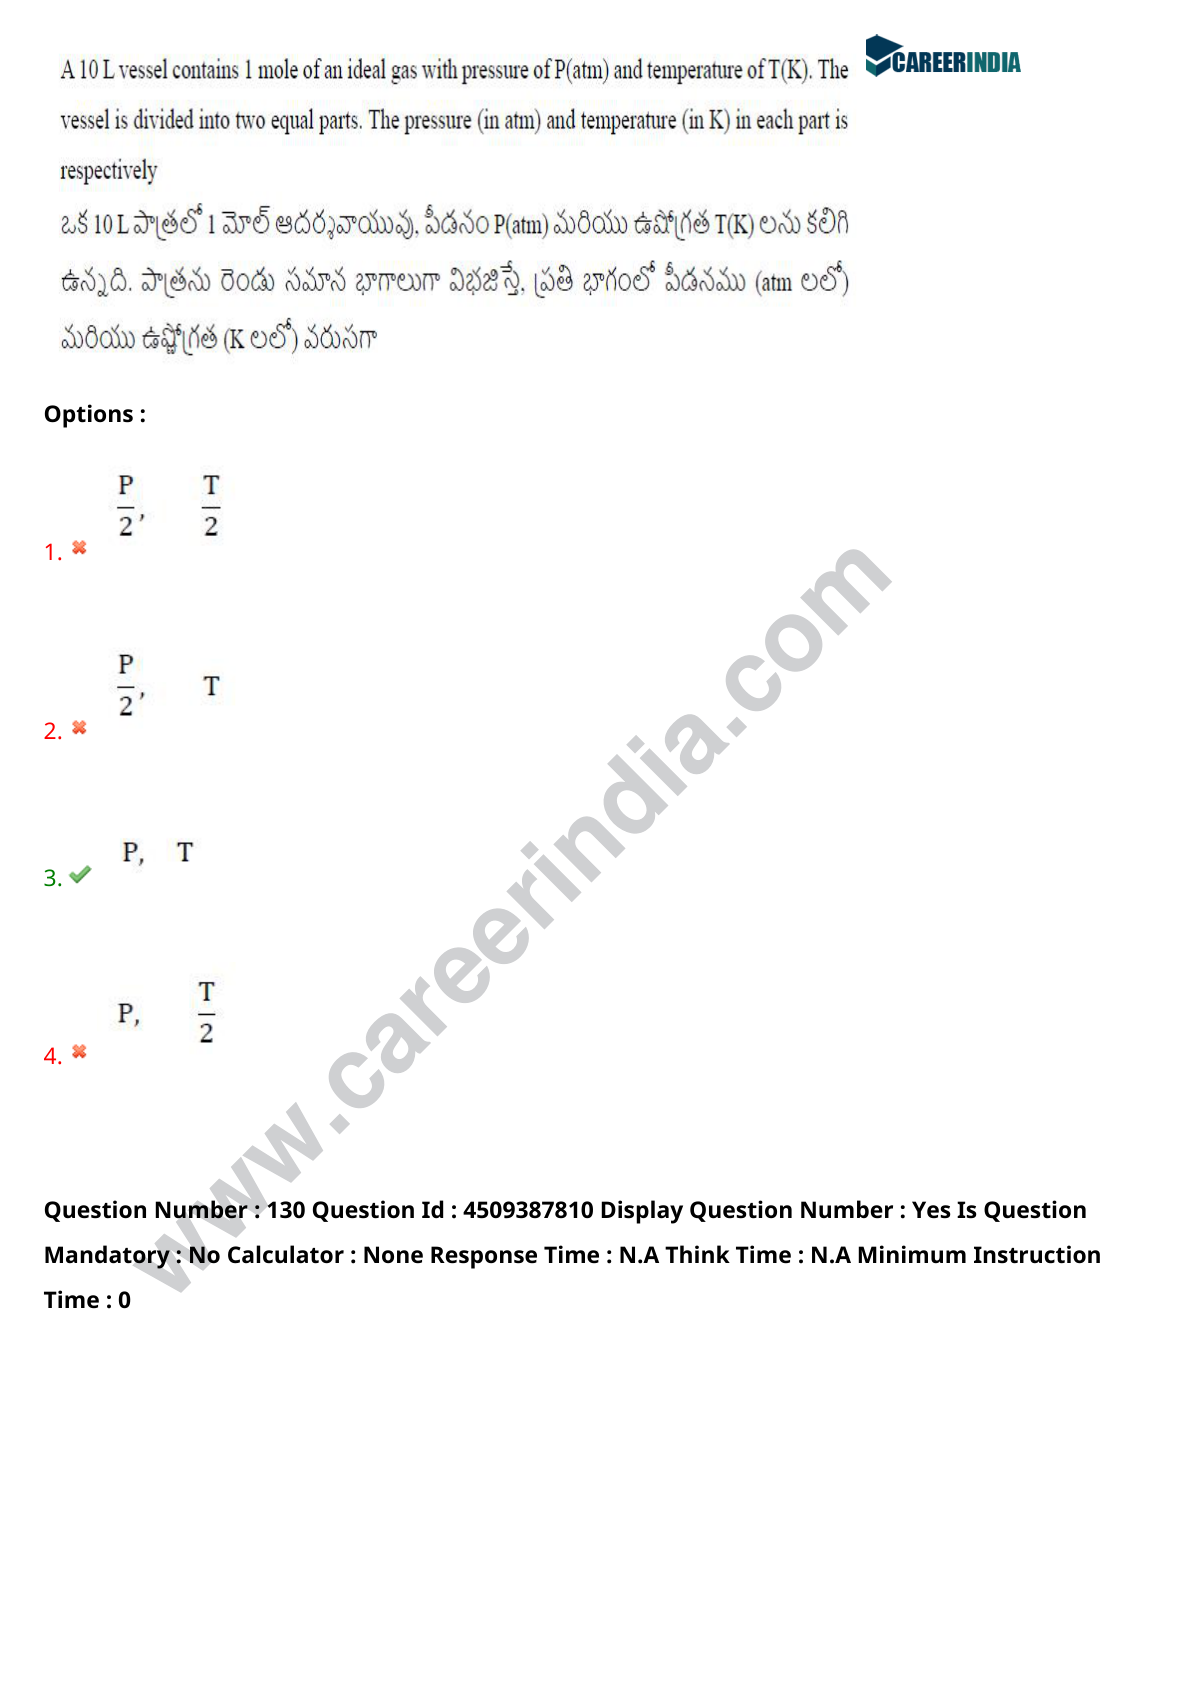 CAREERINDIA
A 10 L vessel contains 1 mole of an ideal gas with pressure of P(atm) and temperature of T(K). The
vessel is divided into two equal parts. The pressure (in atm) and temperature (in K) in each part is
respectively
ఒక 10 L పాత్రలో 1 మోల్ ఆదర్శవాయువు, పీడనం P(atm) మరియు ఉష్ణోగ్రత T(K) లను కలిగి
ఉన్నది. పాత్రను రెండు సమాన భాగాలుగా విభజిస్తే, ప్రతి భాగంలో పీడనము (atm లలో)
మరియు ఉష్ణోగ్రత (K లలో) వరుసగా
Options :
1. P/2, T/2
2. P/2, T
3. P, T
4. P, T/2
www.careerindia.com
Question Number : 130 Question Id : 4509387810 Display Question Number : Yes Is Question
Mandatory : No Calculator : None Response Time : N.A Think Time : N.A Minimum Instruction
Time : 0